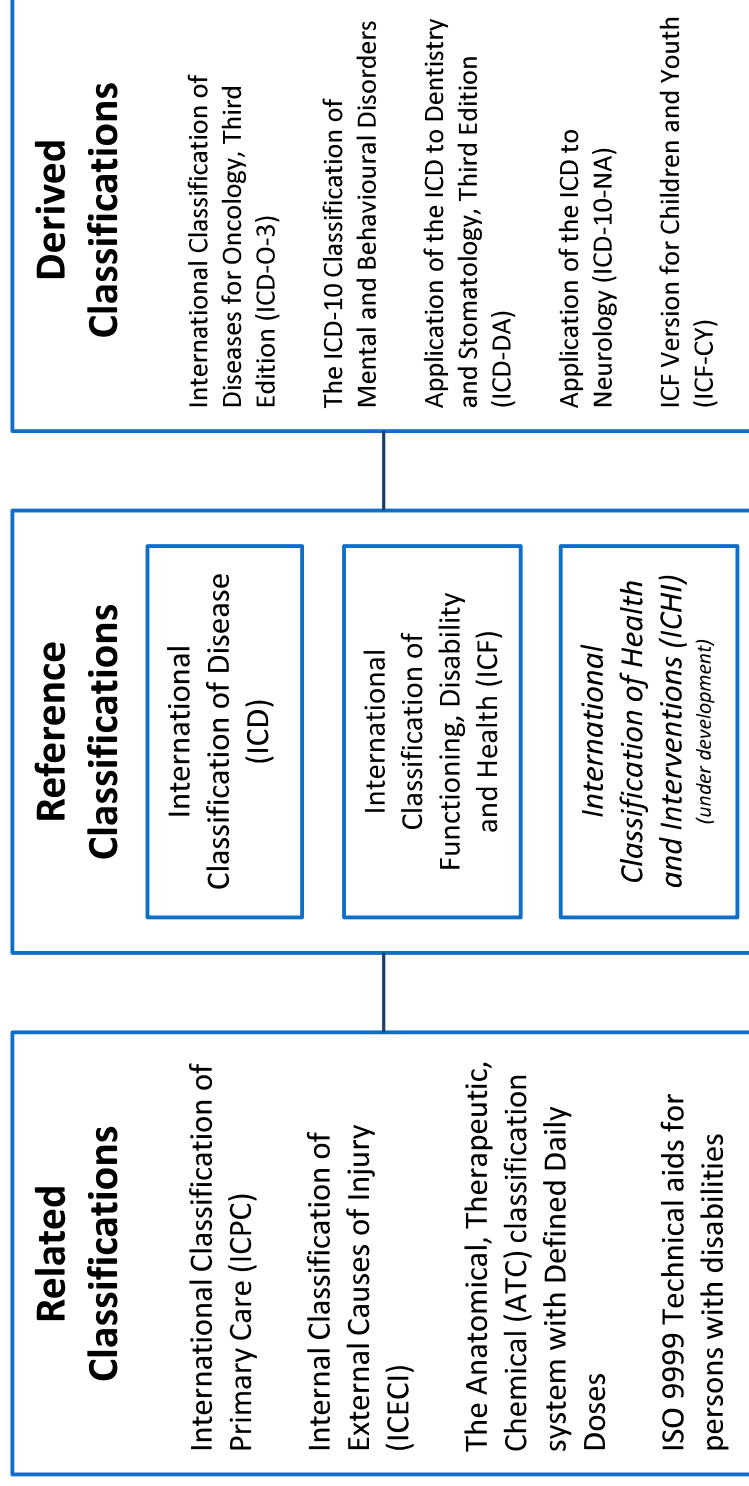 Related
Classifications
International Classification of
Primary Care (ICPC)
Internal Classification of
External Causes of Injury
(ICECI)
The Anatomical, Therapeutic,
Chemical (ATC) classification
system with Defined Daily
Doses
ISO 9999 Technical aids for
persons with disabilities
Reference
Classifications
International
Classification of Disease
(ICD)
International
Classification of
Functioning, Disability
and Health (ICF)
International
Classification of Health
and Interventions (ICHI)
(under development)
Derived
Classifications
International Classification of
Diseases for Oncology, Third
Edition (ICD-O-3)
The ICD-10 Classification of
Mental and Behavioural Disorders
Application of the ICD to Dentistry
and Stomatology, Third Edition
(ICD-DA)
Application of the ICD to
Neurology (ICD-10-NA)
ICF Version for Children and Youth
(ICF-CY)